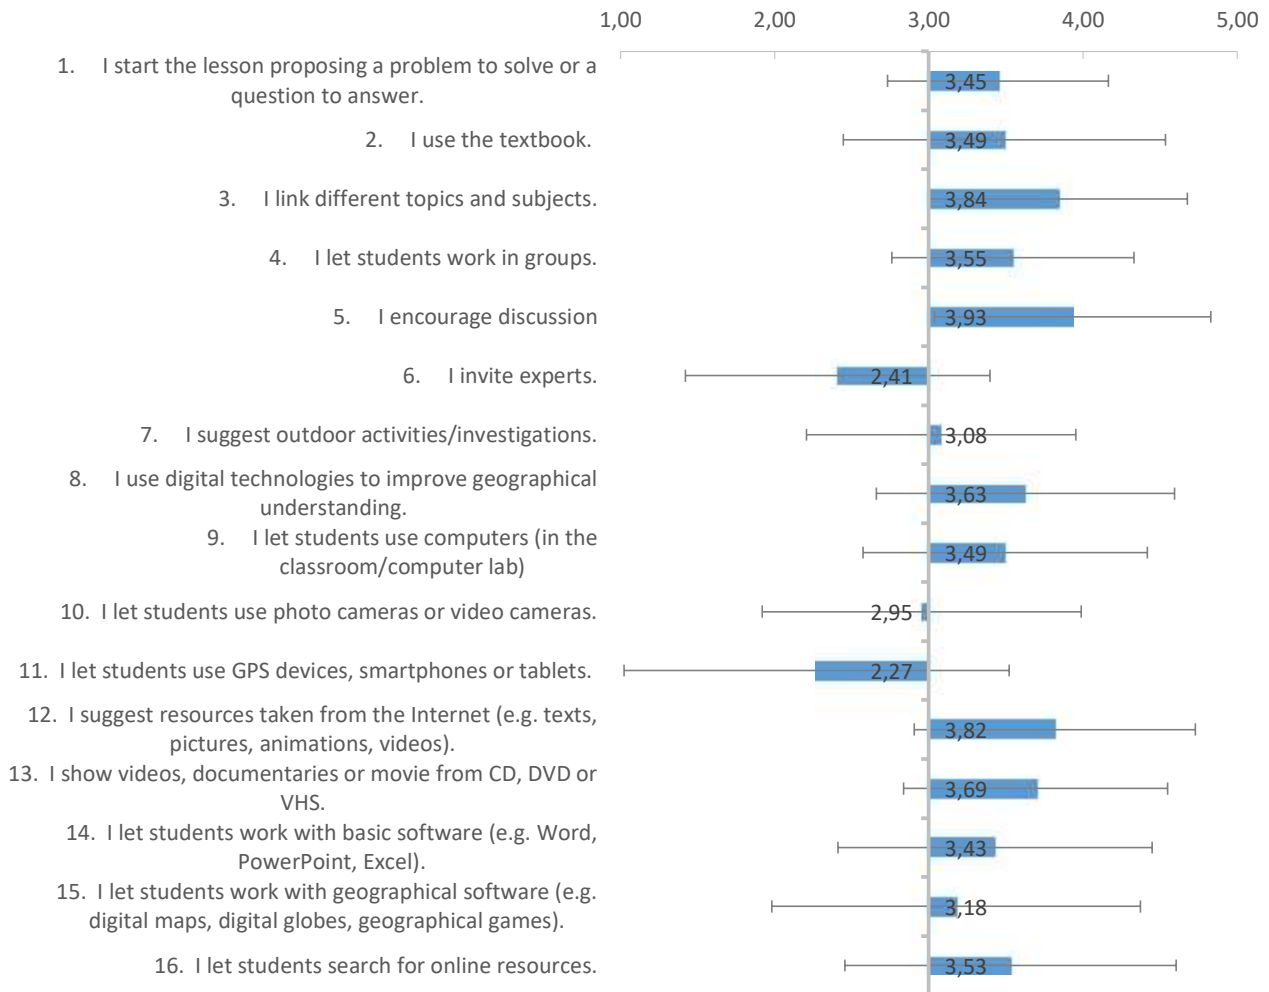 1,00 2,00 3,00 4,00 5,00
1. I start the lesson proposing a problem to solve or a
question to answer.
3,45
2. I use the textbook.
3,49
3. I link different topics and subjects.
3,84
4. I let students work in groups.
3,55
5. I encourage discussion
3,93
6. I invite experts.
2,41
7. I suggest outdoor activities/investigations.
3,08
8. I use digital technologies to improve geographical
understanding.
3,63
9. I let students use computers (in the
classroom/computer lab)
3,49
10. I let students use photo cameras or video cameras.
2,95
11. I let students use GPS devices, smartphones or tablets.
2,27
12. I suggest resources taken from the Internet (e.g. texts,
pictures, animations, videos).
3,82
13. I show videos, documentaries or movie from CD, DVD or
VHS.
3,69
14. I let students work with basic software (e.g. Word,
PowerPoint, Excel).
3,43
15. I let students work with geographical software (e.g.
digital maps, digital globes, geographical games).
3,18
16. I let students search for online resources.
3,53